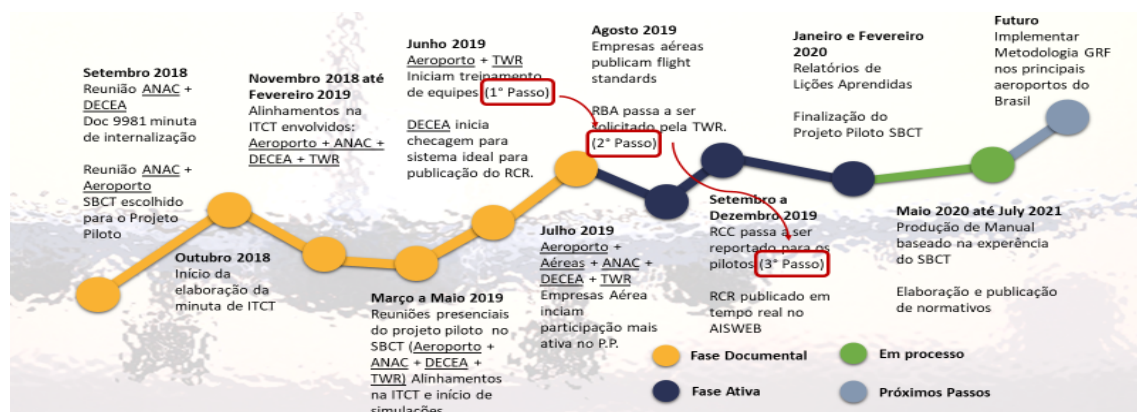 Setembro 2018
Reunião ANAC +
DECEA
Doc 9981 minuta
de internalização
Reunião ANAC +
Aeroporto
SBCT escolhido
para o Projeto
Piloto
Outubro 2018
Início da
elaboração da
minuta de ITCT
Novembro 2018 até
Fevereiro 2019
Alinhamentos na
ITCT envolvidos:
Aeroporto + ANAC +
DECEA + TWR
Março a Maio 2019
Reuniões presenciais
do projeto piloto no
SBCT (Aeroporto +
ANAC + DECEA +
TWR) Alinhamentos
na ITCT e início de
simulações
Junho 2019
Aeroporto + TWR
Iniciam treinamento
de equipes (1° Passo)
DECEA inicia
checagem para
sistema ideal para
publicação do RCR.
Julho 2019
Aeroporto +
Aéreas + ANAC +
DECEA + TWR
Empresas Aérea
inciam
participação mais
ativa no P.P.
Agosto 2019
Empresas aéreas
publicam flight
standards
RBA passa a ser
solicitado pela TWR.
(2° Passo)
Setembro a
Dezembro 2019
RCC passa a ser
reportado para os
pilotos (3° Passo)
RCR publicado em
tempo real no
AISWEB
Janeiro e Fevereiro
2020
Relatórios de
Lições Aprendidas
Finalização do
Projeto Piloto SBCT
Maio 2020 até July 2021
Produção de Manual
baseado na experência
do SBCT
Elaboração e publicação
de normativos
Futuro
Implementar
Metodologia GRF
nos principais
aeroportos do
Brasil
Fase Documental
Em processo
Fase Ativa
Próximos Passos